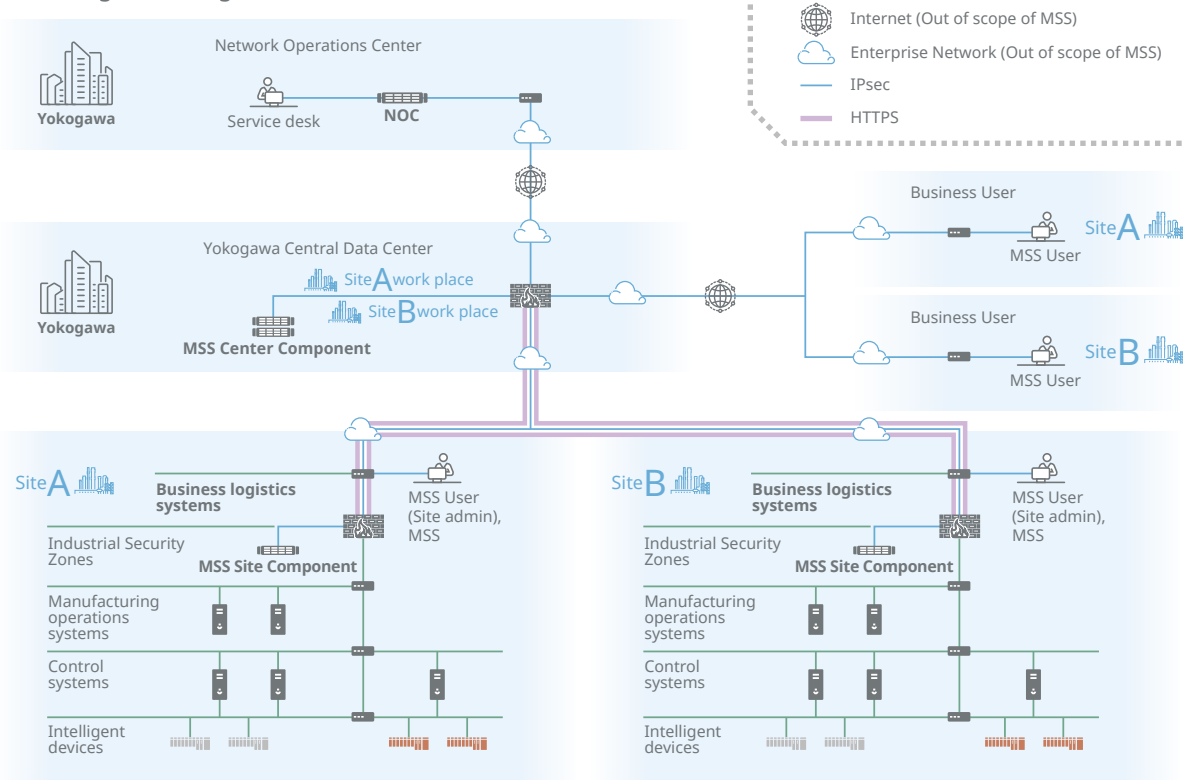 Internet (Out of scope of MSS)
Enterprise Network (Out of scope of MSS)
IPsec
HTTPS
Network Operations Center
Yokogawa
Service desk
NOC
Yokogawa Central Data Center
Site A work place
Site B work place
Yokogawa
MSS Center Component
Business User
Site A
MSS User
Business User
Site B
MSS User
Site A
Business logistics
systems
MSS User
(Site admin),
MSS
Industrial Security
Zones
MSS Site Component
Manufacturing
operations
systems
Control
systems
Intelligent
devices
Site B
Business logistics
systems
MSS User
(Site admin),
MSS
Industrial Security
Zones
MSS Site Component
Manufacturing
operations
systems
Control
systems
Intelligent
devices